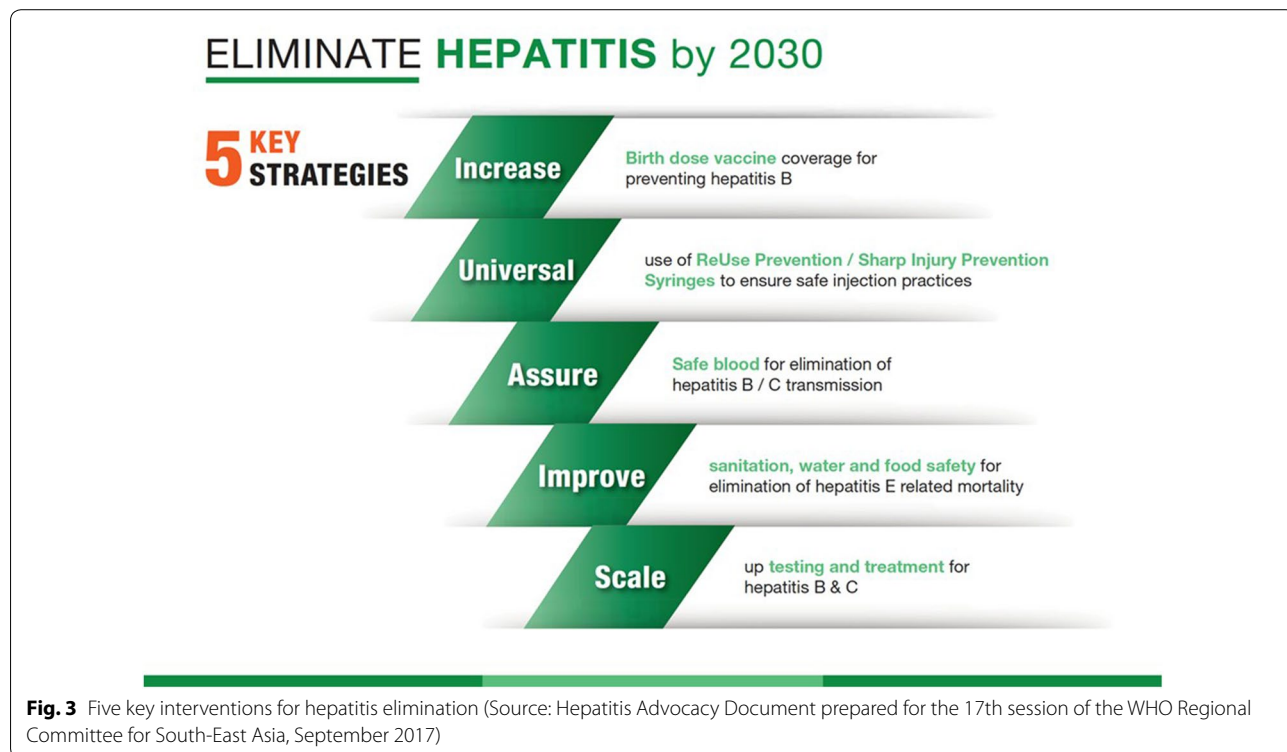 ELIMINATE HEPATITIS by 2030
5 KEY
STRATEGIES
Increase
Birth dose vaccine coverage for
preventing hepatitis B
Universal
use of ReUse Prevention / Sharp Injury Prevention
Syringes to ensure safe injection practices
Assure
Safe blood for elimination of
hepatitis B / C transmission
Improve
sanitation, water and food safety for
elimination of hepatitis E related mortality
Scale
up testing and treatment for
hepatitis B & C
Fig. 3 Five key interventions for hepatitis elimination (Source: Hepatitis Advocacy Document prepared for the 17th session of the WHO Regional
Committee for South-East Asia, September 2017)